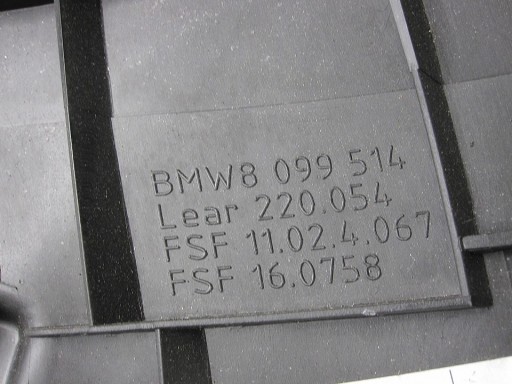 BMW8 099 514
Lear 220.054
FSF 11.02.4.067
FSF 16.0758